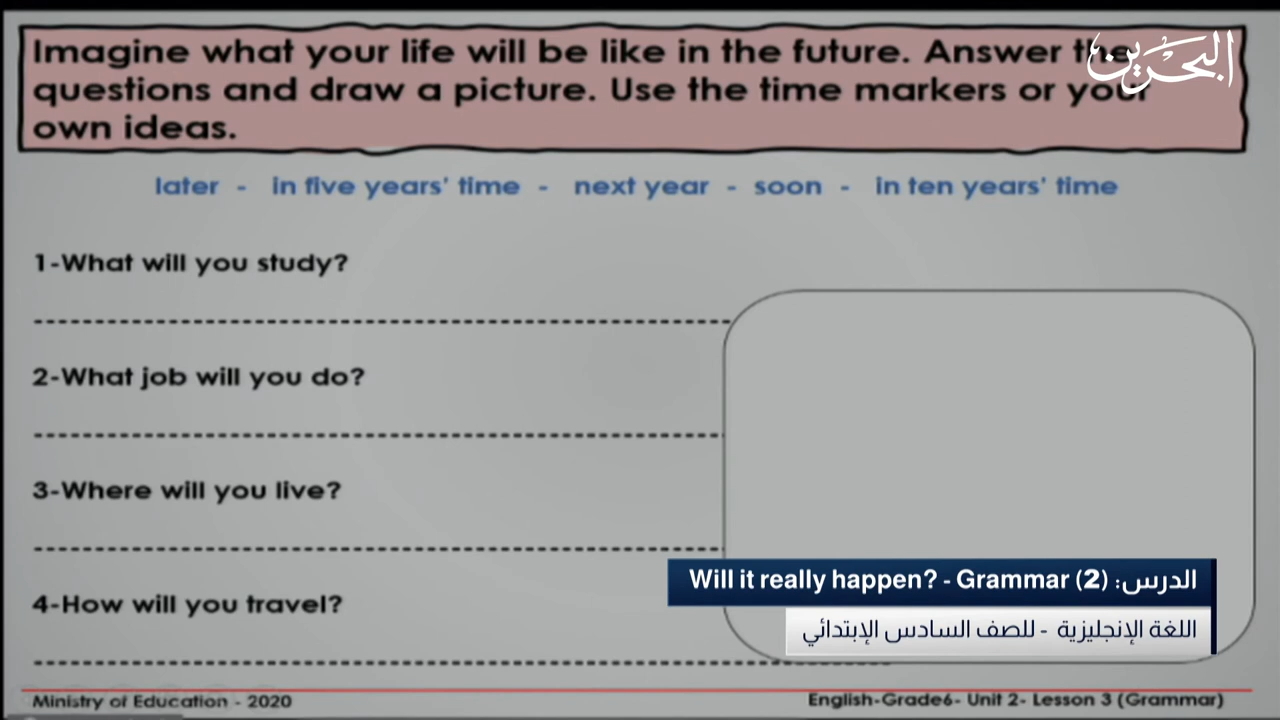 Imagine what your life will be like in the future. Answer the
questions and draw a picture. Use the time markers or your
own ideas.
البحرين
later - in five years' time - next year - soon - in ten years' time
1-What will you study?
2-What job will you do?
3-Where will you live?
4-How will you travel?
الدرس: Will it really happen? - Grammar (2)
اللغة الإنجليزية - للصف السادس الإبتدائي
Ministry of Education - 2020
English-Grade6- Unit 2- Lesson 3 (Grammar)